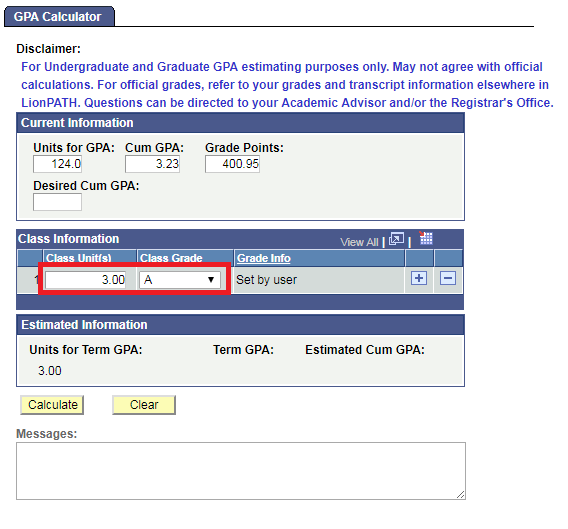 GPA Calculator
Disclaimer:
For Undergraduate and Graduate GPA estimating purposes only. May not agree with official
calculations. For official grades, refer to your grades and transcript information elsewhere in
LionPATH. Questions can be directed to your Academic Advisor and/or the Registrar's Office.
Current Information
Units for GPA: Cum GPA: Grade Points:
124.0 3.23 400.95
Desired Cum GPA:
Class Information View All | |
Class Unit(s) Class Grade Grade Info
1 3.00 A Set by user
Estimated Information
Units for Term GPA: Term GPA: Estimated Cum GPA:
3.00
Calculate Clear
Messages: